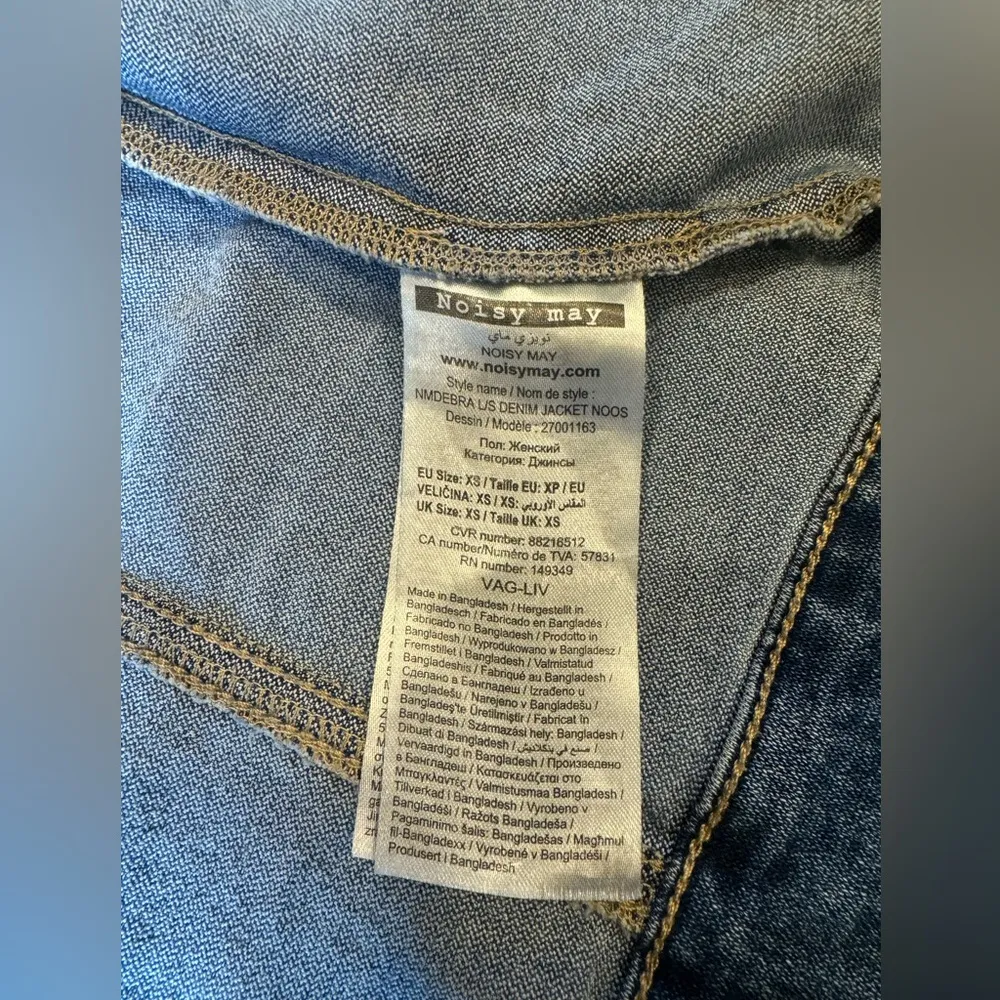 Noisy may
نويزي ماي
NOISY MAY
www.noisymay.com
Style name / Nom de style :
NMDEBRA L/S DENIM JACKET NOOS
Dessin / Modèle : 27001163
Пол: Женский
Категория: Джинсы
EU Size: XS / Taille EU: XP / EU
VELIČINA: XS / XS: المقاس الأوروبي
UK Size: XS / Taille UK: XS
CVR number: 88216512
CA number/Numéro de TVA: 57831
RN number: 149349
VAG-LIV
Made in Bangladesh / Hergestellt in
Bangladesch / Fabricado en Bangladés /
Fabricado no Bangladesh / Prodotto in
Bangladesh / Wyprodukowano w Bangladesz /
Fremstillet i Bangladesh / Valmistatud
Bangladeshis / Fabriqué au Bangladesh /
Сделано в Бангладеш / Izrađeno u
Bangladešu / Narejeno v Bangladešu /
Bangladeş'te Üretilmiştir / Fabricat în
Bangladesh / Származási hely: Bangladesh /
Dibuat di Bangladesh / صنع في بنگلاديش /
Vervaardigd in Bangladesh / Произведено
в Бангладеш / Κατασκευάζεται στο
Μπαγκλαντές / Valmistusmaa Bangladesh /
Tillverkad i Bangladesh / Vyrobeno v
Bangladéši / Ražots Bangladeša /
Pagaminimo šalis: Bangladešas / Magħmul
fil-Bangladexx / Vyrobené v Bangladéši /
Produsert i Bangladesh